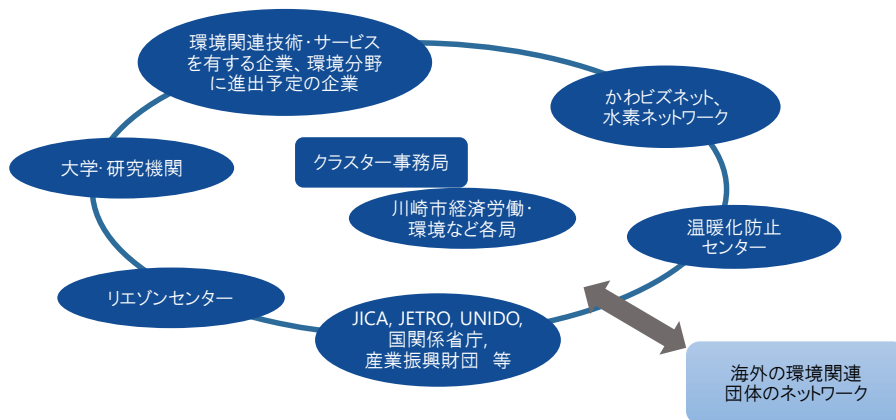 環境関連技術・サービス
を有する企業、環境分野
に進出予定の企業
かわビズネット、
水素ネットワーク
大学・研究機関
クラスター事務局
川崎市経済労働・
環境など各局
温暖化防止
センター
リエゾンセンター
JICA, JETRO, UNIDO,
国関係省庁,
産業振興財団 等
海外の環境関連
団体のネットワーク